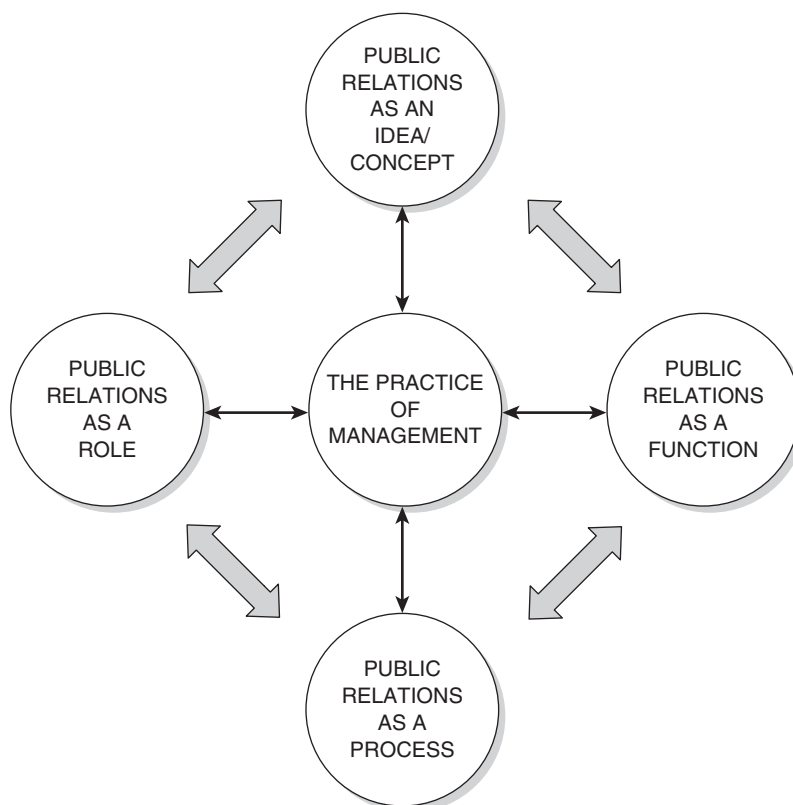 PUBLIC
RELATIONS
AS AN
IDEA/
CONCEPT
PUBLIC
RELATIONS
AS A
ROLE
THE PRACTICE
OF
MANAGEMENT
PUBLIC
RELATIONS
AS A
FUNCTION
PUBLIC
RELATIONS
AS A
PROCESS